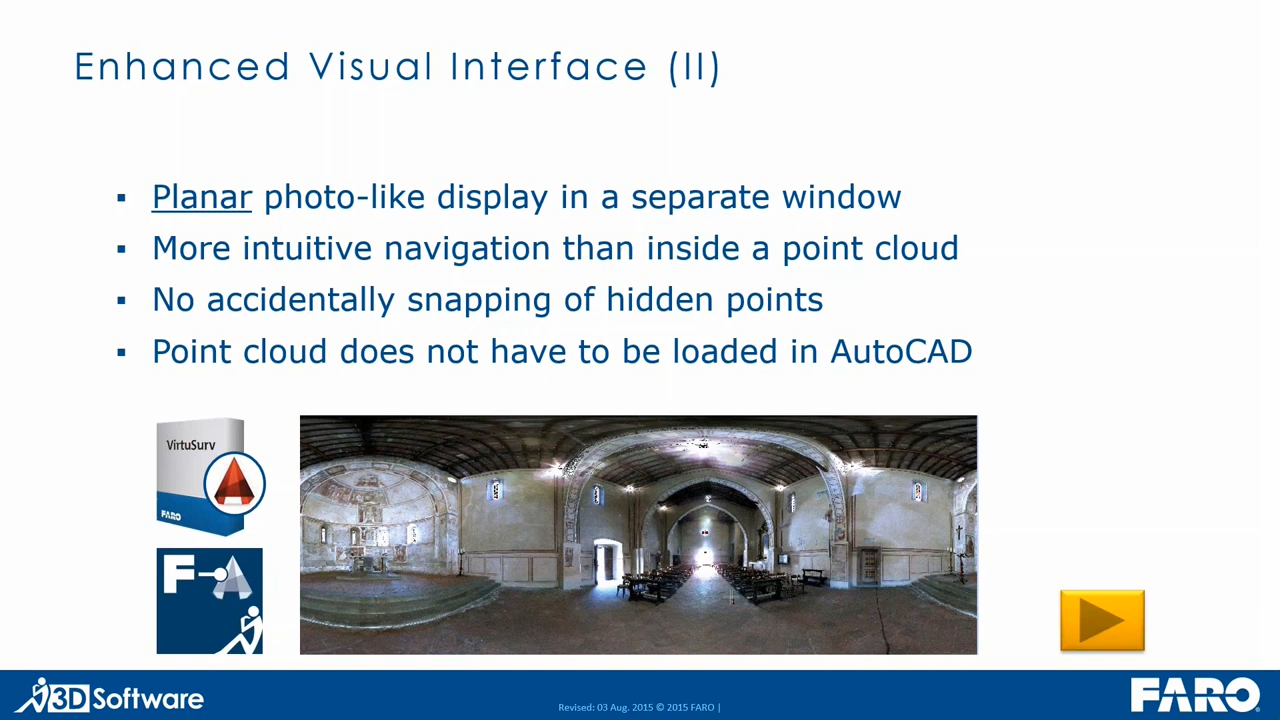 Enhanced Visual Interface (II)
Planar photo-like display in a separate window
More intuitive navigation than inside a point cloud
No accidentally snapping of hidden points
Point cloud does not have to be loaded in AutoCAD
VirtuSurv
FARO
F
3D Software
Revised: 03 Aug. 2015 © 2015 FARO |
FARO